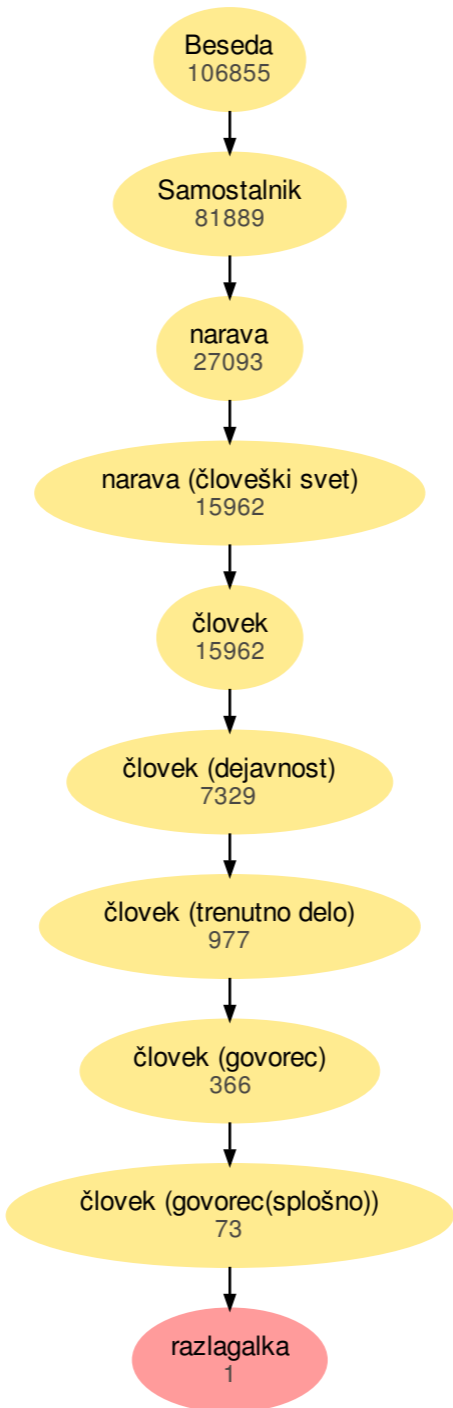 Beseda
106855
Samostalnik
81889
narava
27093
narava (človeški svet)
15962
človek
15962
človek (dejavnost)
7329
človek (trenutno delo)
977
človek (govorec)
366
človek (govorec(splošno))
73
razlagalka
1